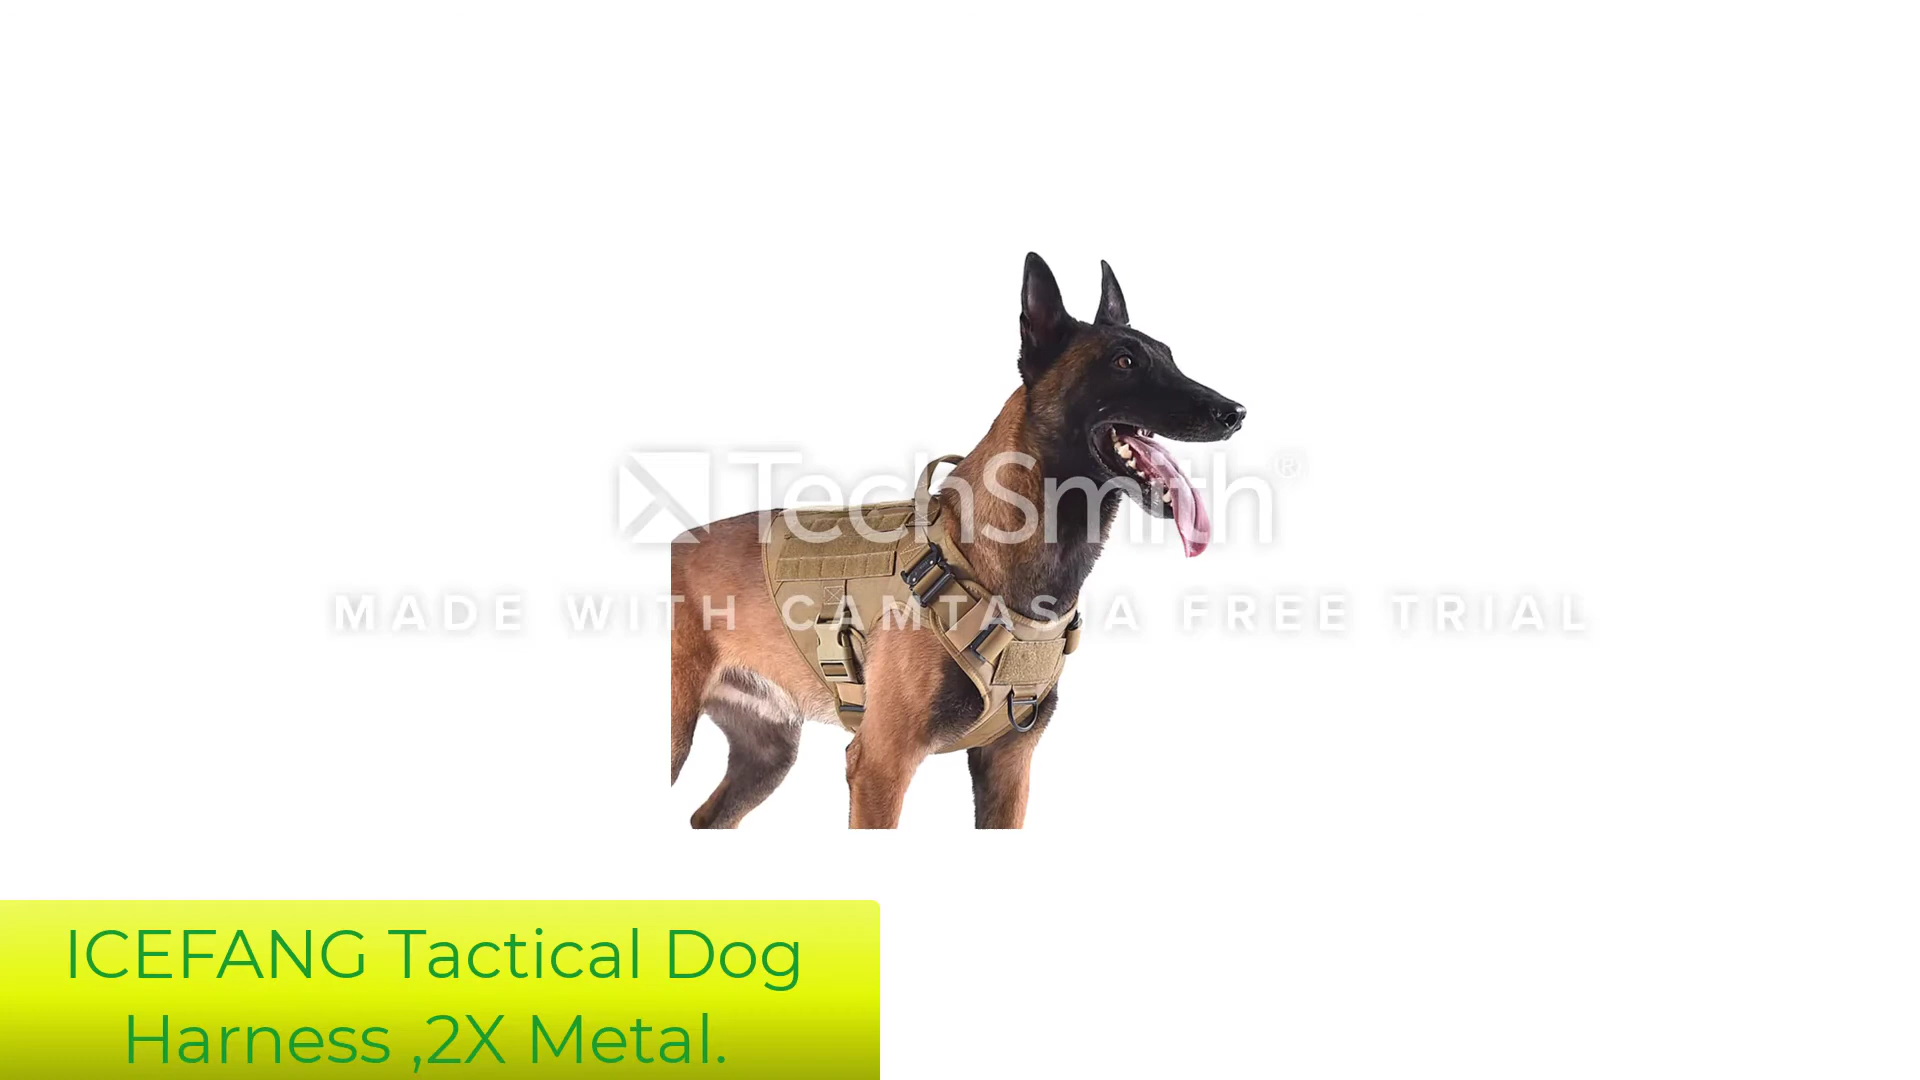 TechSmith®
MADE WITH CAMTASIA FREE TRIAL
ICEFANG Tactical Dog
Harness ,2X Metal.